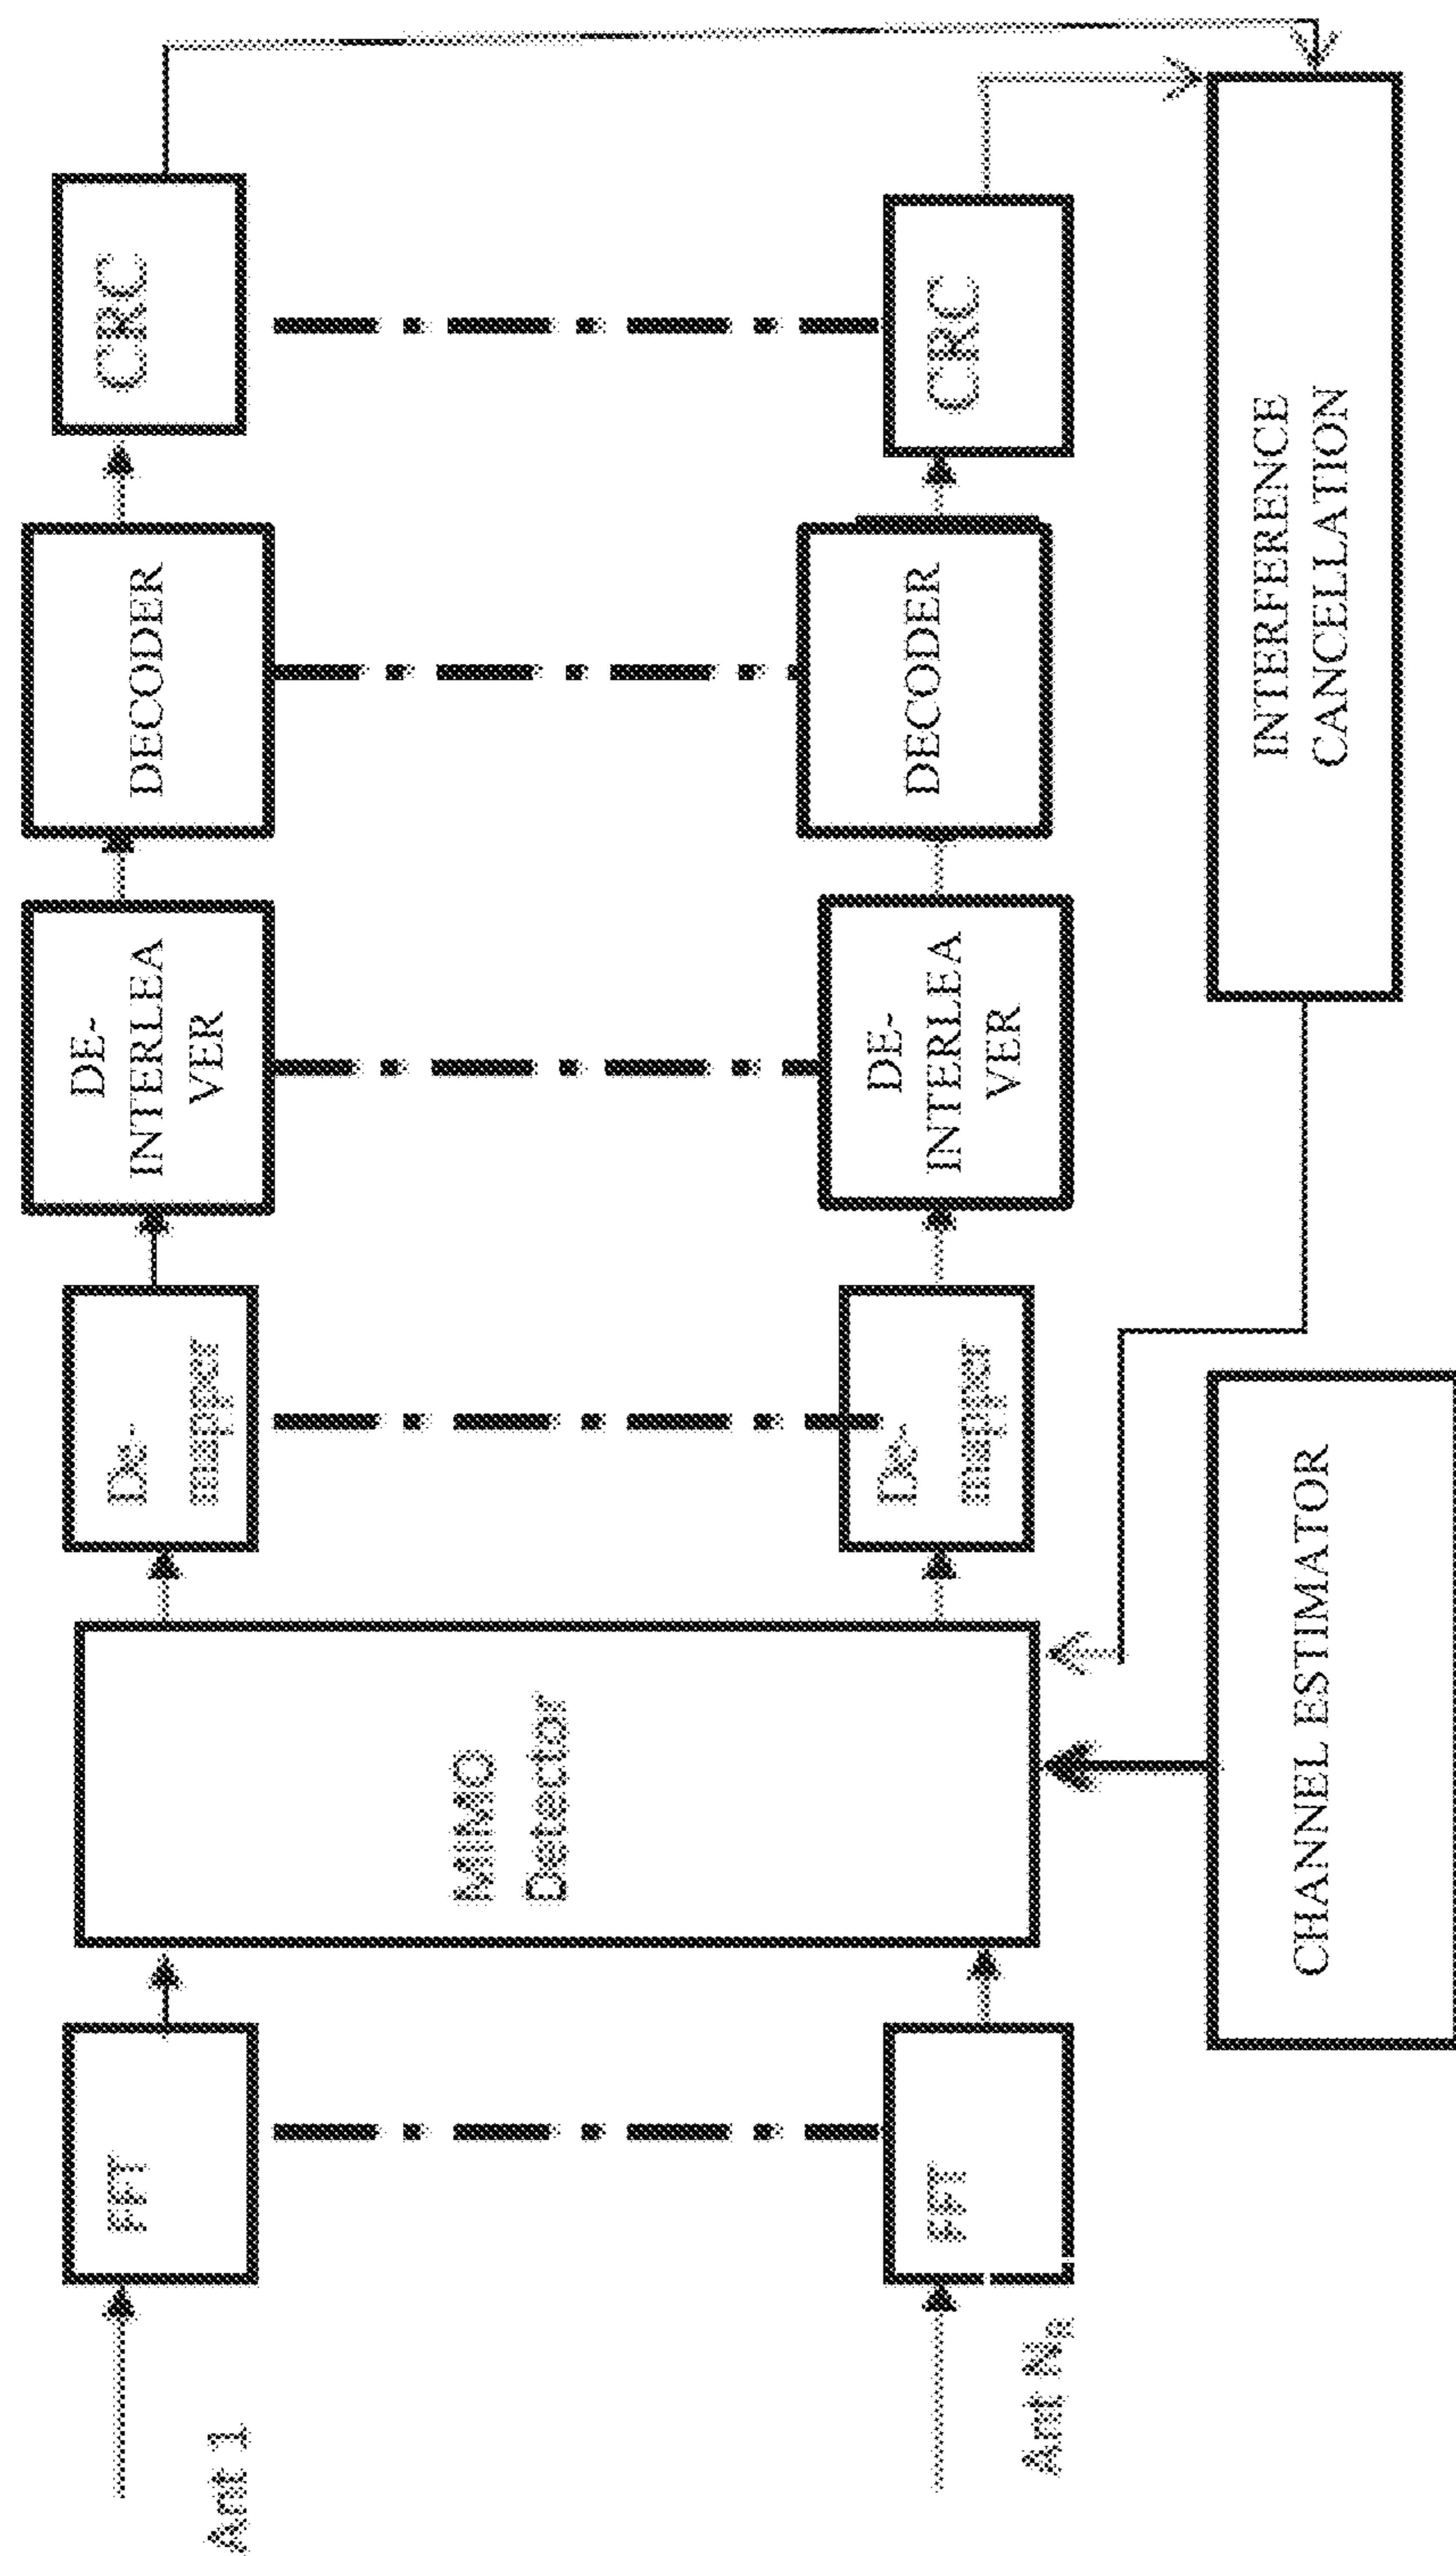 Ant 1
FFT
MIMO
Detector
De-
mapper
DE-
INTERLEA
VER
DECODER
CRC
Ant NR
FFT
De-
mapper
DE-
INTERLEA
VER
DECODER
CRC
CHANNEL ESTIMATOR
INTERFERENCE
CANCELLATION